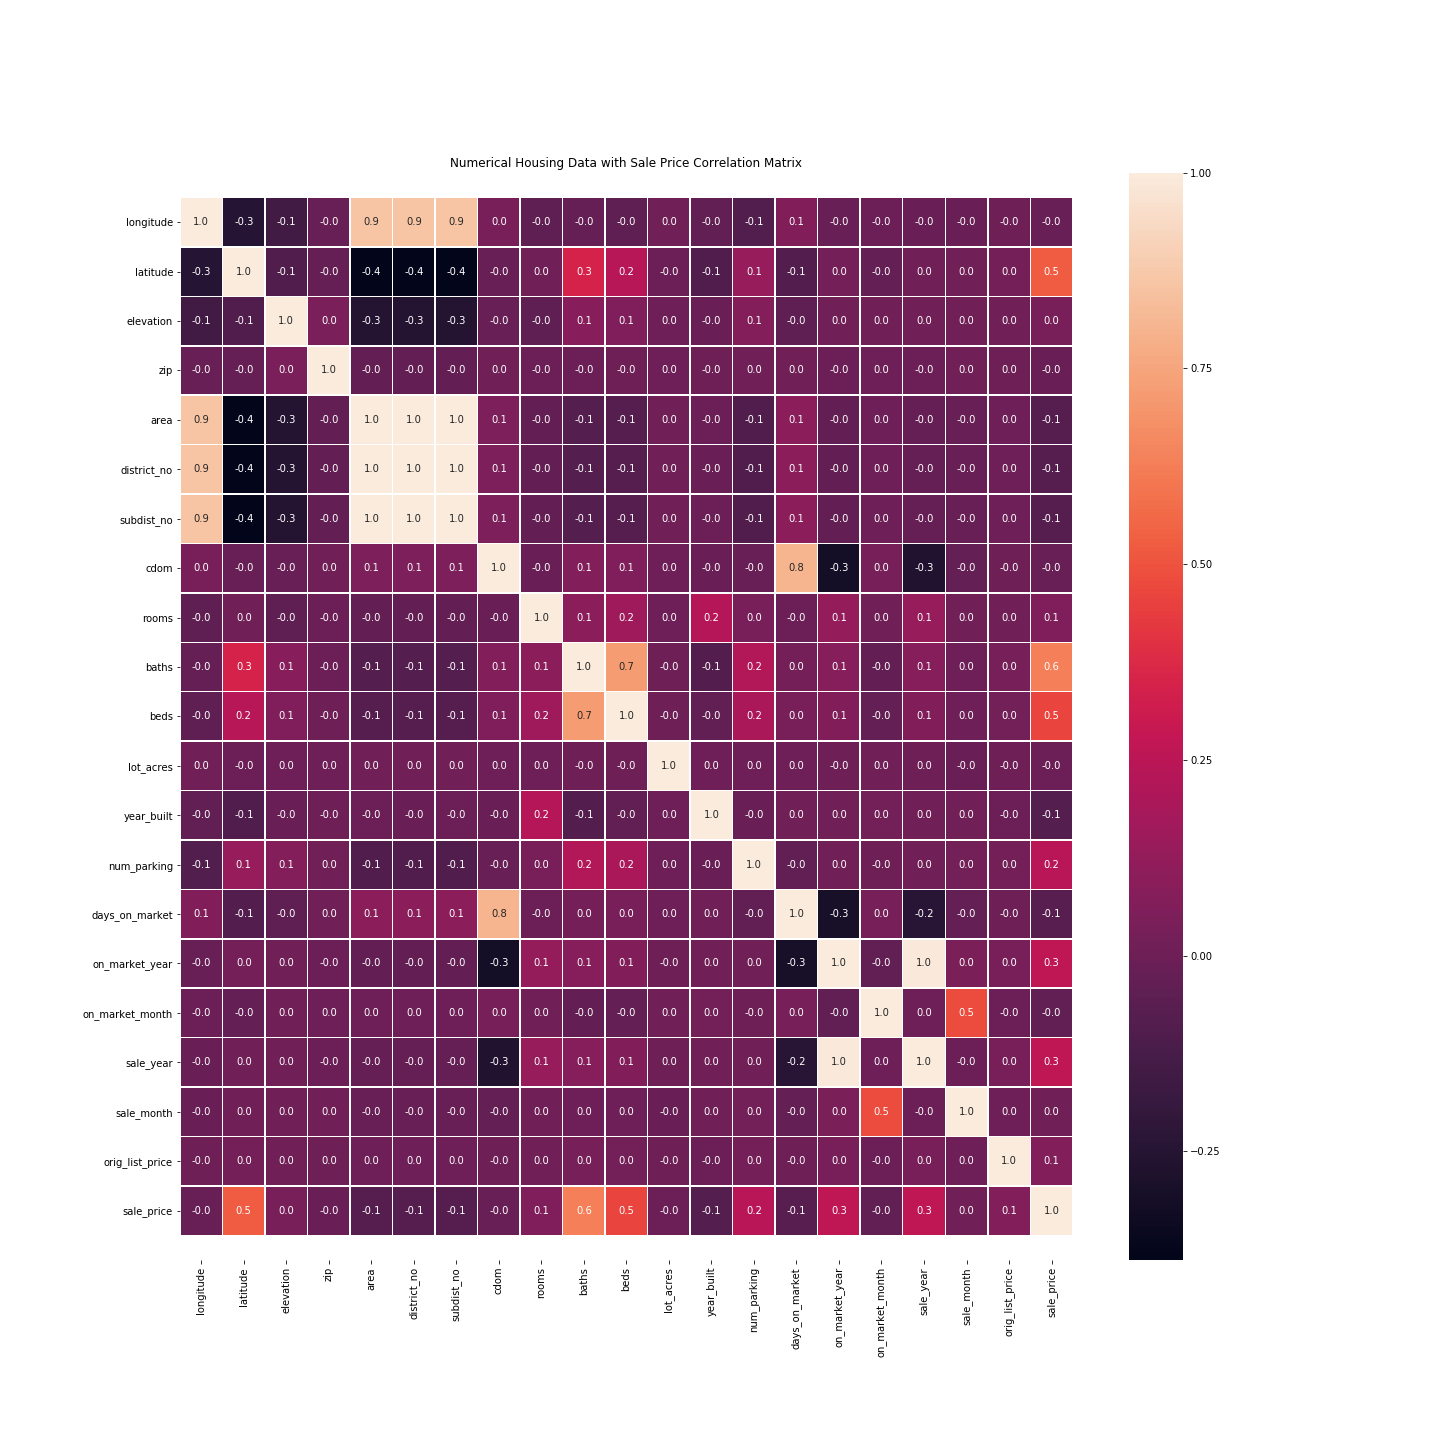 Numerical Housing Data with Sale Price Correlation Matrix
1.00
longitude 1.0 -0.3 -0.1 -0.0 0.9 0.9 0.9 0.0 -0.0 -0.0 -0.0 0.0 -0.0 -0.1 0.1 -0.0 -0.0 -0.0 -0.0 -0.0 -0.0
latitude -0.3 1.0 -0.1 -0.0 -0.4 -0.4 -0.4 -0.0 0.0 0.3 0.2 -0.0 -0.1 0.1 -0.1 0.0 -0.0 0.0 0.0 0.0 0.5
elevation -0.1 -0.1 1.0 0.0 -0.3 -0.3 -0.3 -0.0 -0.0 0.1 0.1 0.0 -0.0 0.1 -0.0 0.0 0.0 0.0 0.0 0.0 0.0
zip -0.0 -0.0 0.0 1.0 -0.0 -0.0 -0.0 0.0 -0.0 -0.0 -0.0 0.0 -0.0 0.0 0.0 0.0 0.0 -0.0 0.0 0.0 -0.0
0.75
area 0.9 -0.4 -0.3 -0.0 1.0 1.0 1.0 0.1 -0.0 -0.1 -0.1 0.0 -0.0 -0.1 0.1 -0.0 0.0 -0.0 -0.0 0.0 -0.1
district_no 0.9 -0.4 -0.3 -0.0 1.0 1.0 1.0 0.1 -0.0 -0.1 -0.1 0.0 -0.0 -0.1 0.1 -0.0 0.0 -0.0 -0.0 0.0 -0.1
subdist_no 0.9 -0.4 -0.3 -0.0 1.0 1.0 1.0 0.1 -0.0 -0.1 -0.1 0.0 -0.0 -0.1 0.1 -0.0 0.0 -0.0 -0.0 0.0 -0.1
cdom 0.0 -0.0 -0.0 0.0 0.1 0.1 0.1 1.0 -0.0 0.1 0.1 0.0 -0.0 -0.0 0.8 -0.3 0.0 -0.3 -0.0 -0.0 -0.0
0.50
rooms -0.0 0.0 -0.0 -0.0 -0.0 -0.0 -0.0 -0.0 1.0 0.1 0.2 0.0 0.2 0.0 -0.0 0.1 0.0 0.1 0.0 0.0 0.1
baths -0.0 0.3 0.1 -0.0 -0.1 -0.1 -0.1 0.1 0.1 1.0 0.7 -0.0 -0.1 0.2 0.0 0.1 -0.0 0.1 0.0 0.0 0.6
beds -0.0 0.2 0.1 -0.0 -0.1 -0.1 -0.1 0.1 0.2 0.7 1.0 -0.0 -0.0 0.2 0.0 0.1 -0.0 0.1 0.0 0.0 0.5
0.25
lot_acres 0.0 -0.0 0.0 0.0 0.0 0.0 0.0 0.0 0.0 -0.0 -0.0 1.0 0.0 0.0 0.0 -0.0 0.0 0.0 -0.0 -0.0 -0.0
year_built -0.0 -0.1 -0.0 -0.0 -0.0 -0.0 -0.0 -0.0 0.2 -0.1 -0.0 0.0 1.0 -0.0 0.0 0.0 0.0 0.0 0.0 -0.0 -0.1
num_parking -0.1 0.1 0.1 0.0 -0.1 -0.1 -0.1 -0.0 0.0 0.2 0.2 0.0 -0.0 1.0 -0.0 0.0 -0.0 0.0 0.0 0.0 0.2
days_on_market 0.1 -0.1 -0.0 0.0 0.1 0.1 0.1 0.8 -0.0 0.0 0.0 0.0 0.0 -0.0 1.0 -0.3 0.0 -0.2 -0.0 -0.0 -0.1
0.00
on_market_year -0.0 0.0 0.0 0.0 -0.0 -0.0 -0.0 -0.3 0.1 0.1 0.1 -0.0 0.0 0.0 -0.3 1.0 -0.0 1.0 0.0 0.0 0.3
on_market_month -0.0 -0.0 0.0 0.0 0.0 0.0 0.0 0.0 0.0 -0.0 -0.0 0.0 0.0 -0.0 0.0 -0.0 1.0 0.0 0.5 -0.0 -0.0
sale_year -0.0 0.0 0.0 -0.0 -0.0 -0.0 -0.0 -0.3 0.1 0.1 0.1 0.0 0.0 0.0 -0.2 1.0 0.0 1.0 -0.0 0.0 0.3
sale_month -0.0 0.0 0.0 0.0 -0.0 -0.0 -0.0 -0.0 0.0 0.0 0.0 -0.0 0.0 0.0 -0.0 0.0 0.5 -0.0 1.0 0.0 0.0
−0.25
orig_list_price -0.0 0.0 0.0 0.0 0.0 0.0 0.0 -0.0 0.0 0.0 0.0 -0.0 -0.0 0.0 -0.0 0.0 -0.0 0.0 0.0 1.0 0.1
sale_price -0.0 0.5 0.0 -0.0 -0.1 -0.1 -0.1 -0.0 0.1 0.6 0.5 -0.0 -0.1 0.2 -0.1 0.3 -0.0 0.3 0.0 0.1 1.0
longitude
latitude
elevation
zip
area
district_no
subdist_no
cdom
rooms
baths
beds
lot_acres
year_built
num_parking
days_on_market
on_market_year
on_market_month
sale_year
sale_month
orig_list_price
sale_price